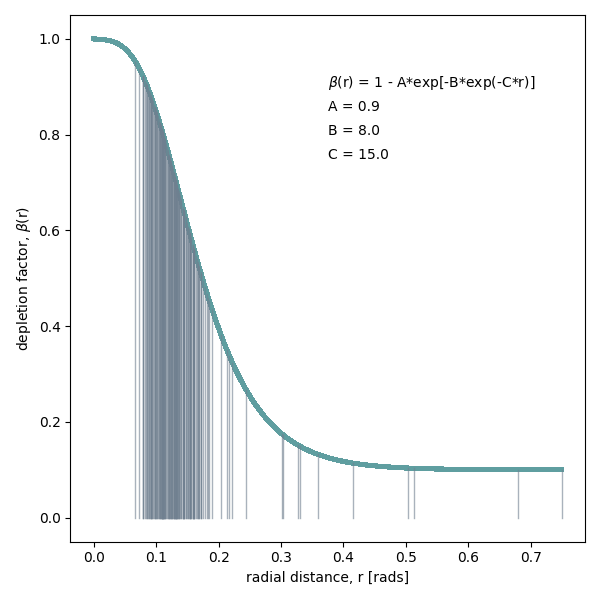 1.0
0.8
0.6
0.4
0.2
0.0
depletion factor, β(r)
β(r) = 1 - A*exp[-B*exp(-C*r)]
A = 0.9
B = 8.0
C = 15.0
0.0 0.1 0.2 0.3 0.4 0.5 0.6 0.7
radial distance, r [rads]